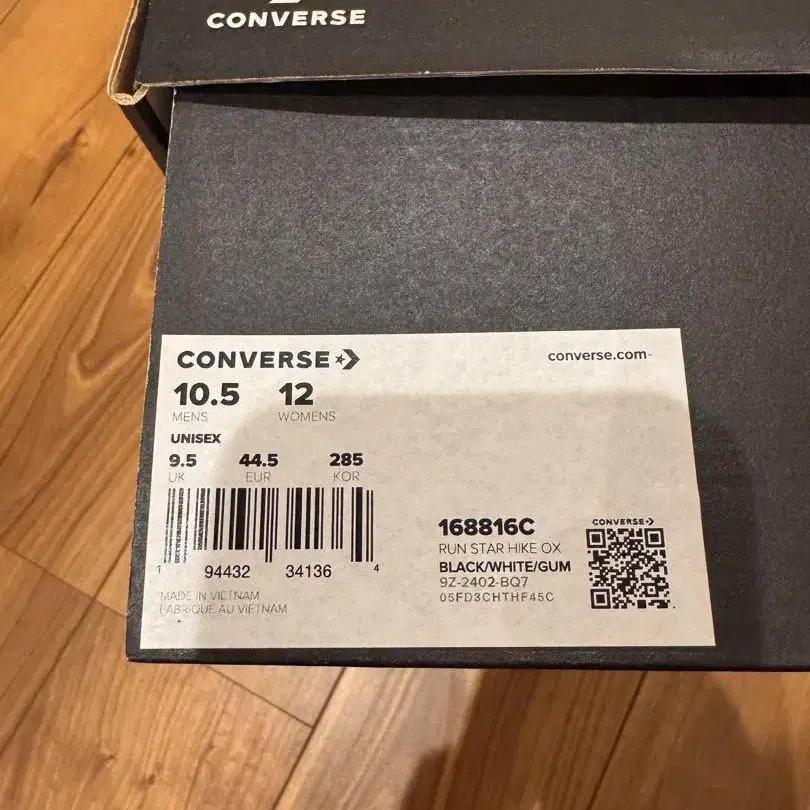 CONVERSE
CONVERSE
converse.com
10.5 12
MENS WOMENS
UNISEX
9.5 44.5 285
UK EUR KOR
1 94432 34136 4
168816C
RUN STAR HIKE OX
BLACK/WHITE/GUM
9Z-2402-BQ7
05FD3CHTHF45C
CONVERSE
MADE IN VIETNAM
FABRIQUE AU VIETNAM